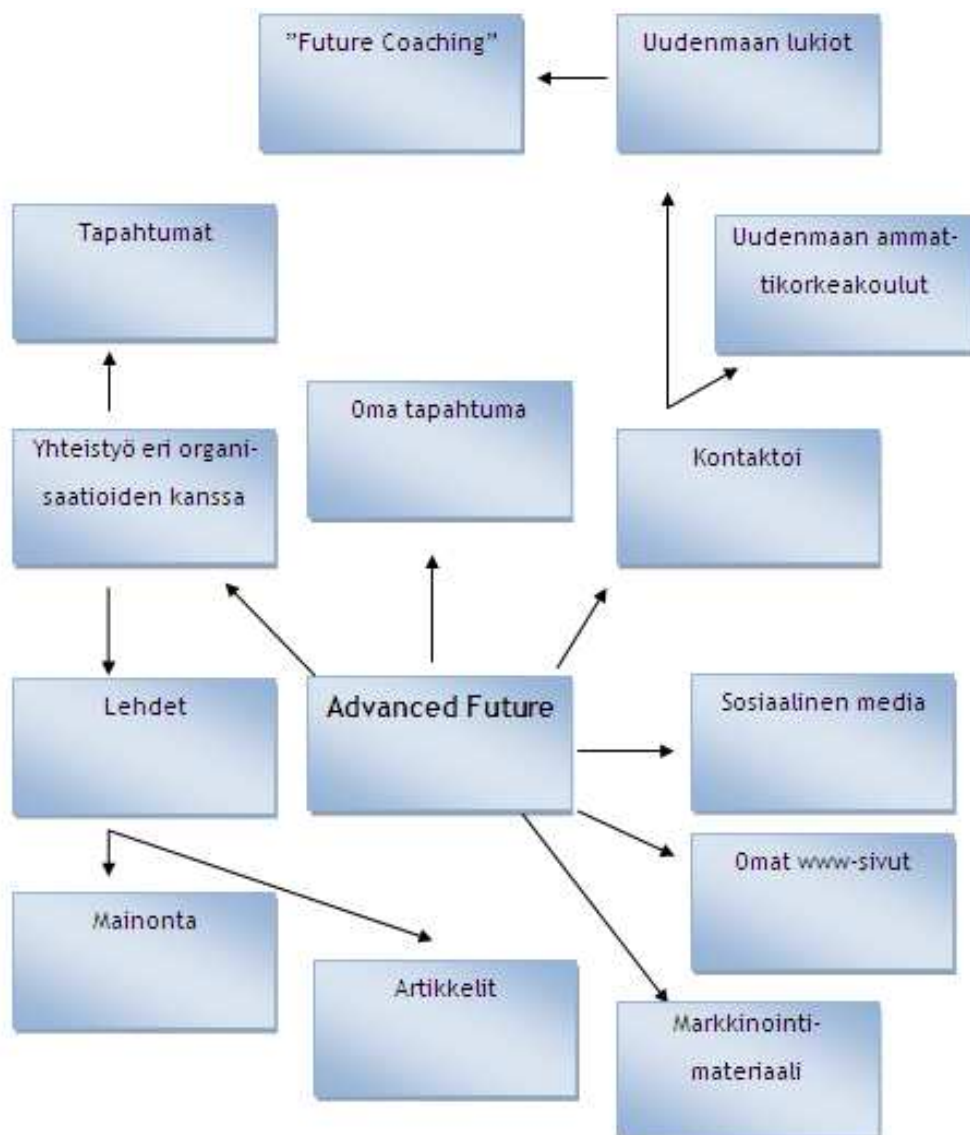 ”Future Coaching”
Uudenmaan lukiot
Tapahtumat
Uudenmaan ammat-
tikorkeakoulut
Oma tapahtuma
Yhteistyö eri organi-
saatioiden kanssa
Kontaktoi
Lehdet
Advanced Future
Sosiaalinen media
Omat www-sivut
Mainonta
Artikkelit
Markkinointi-
materiaali